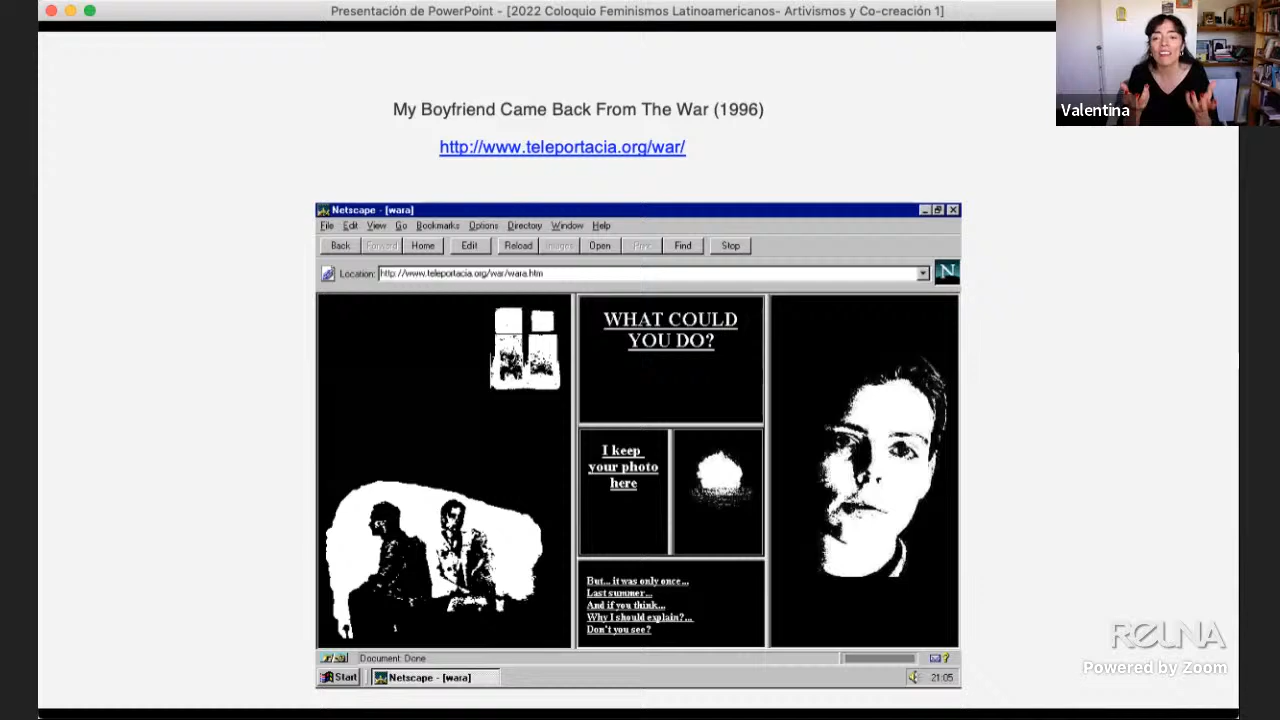 Presentación de PowerPoint - [2022 Coloquio Feminismos Latinoamericanos- Artivismos y Co-creación 1]
Valentina
My Boyfriend Came Back From The War (1996)
http://www.teleportacia.org/war/
Netscape - [wara]
File Edit View Go Bookmarks Options Directory Window Help
Back Forward Home Edit Reload Images Open Print Find Stop
Location: http://www.teleportacia.org/war/wara.htm
N
WHAT COULD
YOU DO?
I keep
your photo
here
But... it was only once...
Last summer...
And if you think...
Why I should explain?...
Don't you see?
Document: Done
Start Netscape - [wara] 21:05
REUNA
Powered by Zoom